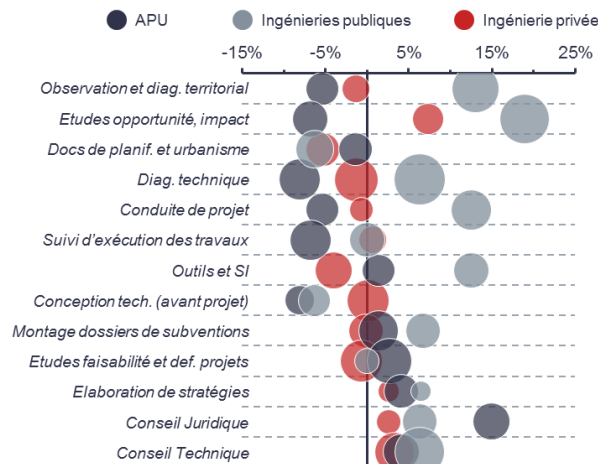 APU Ingénieries publiques Ingénierie privée
-15% -5% 5% 15% 25%
Observation et diag. territorial
Etudes opportunité, impact
Docs de planif. et urbanisme
Diag. technique
Conduite de projet
Suivi d'exécution des travaux
Outils et SI
Conception tech. (avant projet)
Montage dossiers de subventions
Etudes faisabilité et def. projets
Elaboration de stratégies
Conseil Juridique
Conseil Technique